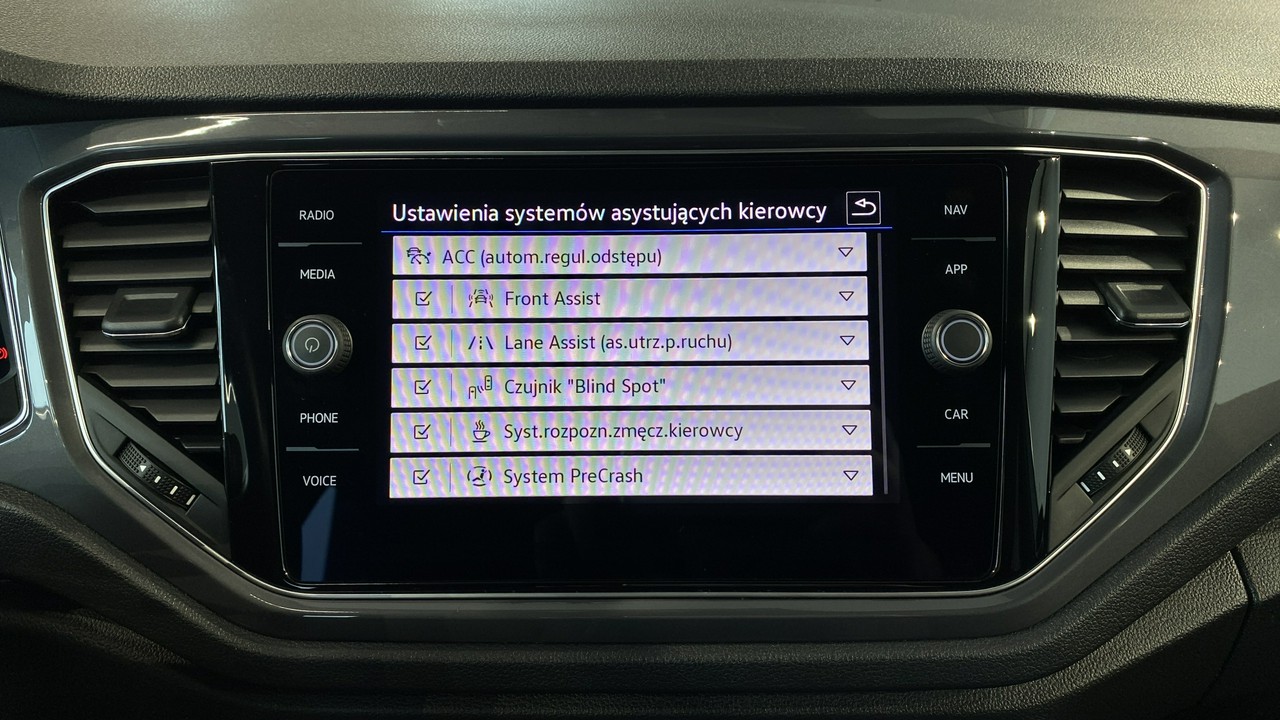 RADIO
MEDIA
PHONE
VOICE
Ustawienia systemów asystujących kierowcy
ACC (autom.regul.odstępu)
Front Assist
Lane Assist (as.utrz.p.ruchu)
Czujnik "Blind Spot"
Syst.rozpozn.zmęcz.kierowcy
System PreCrash
NAV
APP
CAR
MENU